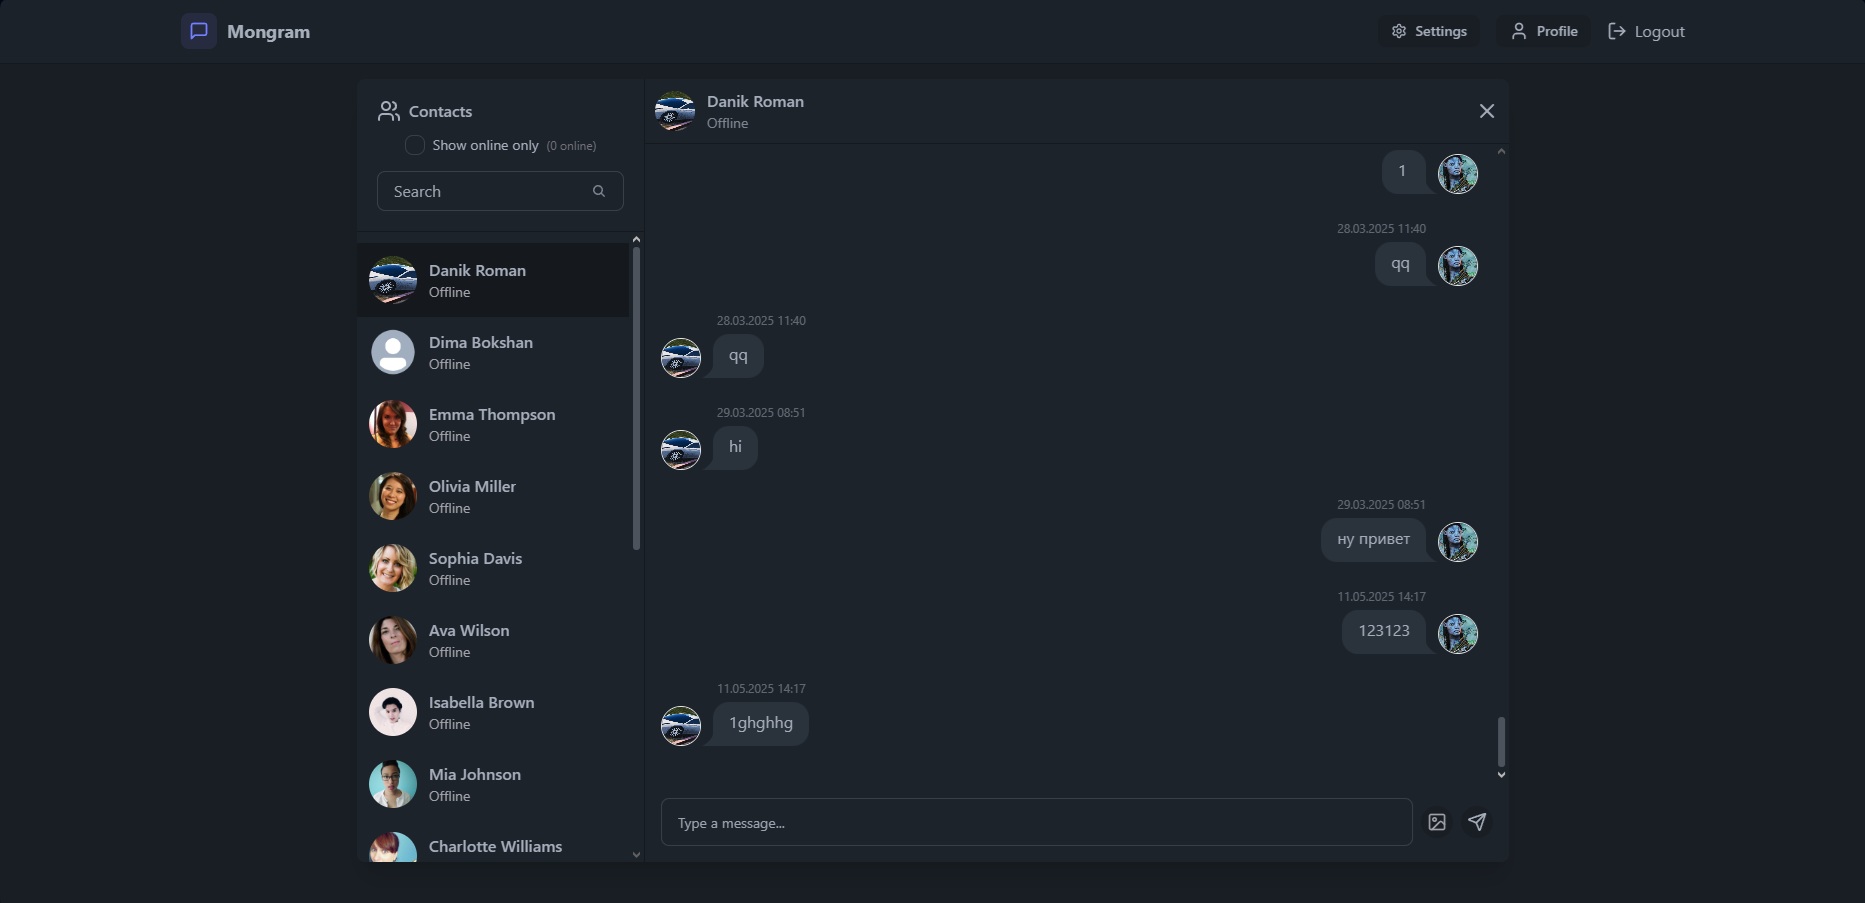 Mongram
Settings
Profile
Logout
Contacts
Show online only (0 online)
Search
Danik Roman
Offline
Dima Bokshan
Offline
Emma Thompson
Offline
Olivia Miller
Offline
Sophia Davis
Offline
Ava Wilson
Offline
Isabella Brown
Offline
Mia Johnson
Offline
Charlotte Williams
Danik Roman
Offline
1
28.03.2025 11:40
qq
28.03.2025 11:40
qq
29.03.2025 08:51
hi
29.03.2025 08:51
ну привет
11.05.2025 14:17
123123
11.05.2025 14:17
1ghghhg
Type a message...